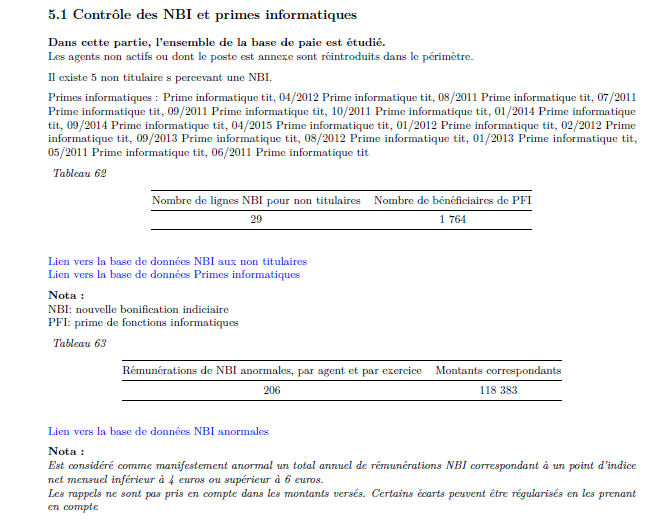 5.1 Contrôle des NBI et primes informatiques
Dans cette partie, l'ensemble de la base de paie est étudié.
Les agents non actifs ou dont le poste est annexe sont réintroduits dans le périmètre.
Il existe 5 non titulaire s percevant une NBI.
Primes informatiques : Prime informatique tit, 04/2012 Prime informatique tit, 08/2011 Prime informatique tit, 07/2011
Prime informatique tit, 09/2011 Prime informatique tit, 10/2011 Prime informatique tit, 01/2014 Prime informatique
tit, 09/2014 Prime informatique tit, 04/2015 Prime informatique tit, 01/2012 Prime informatique tit, 02/2012 Prime
informatique tit, 09/2013 Prime informatique tit, 08/2012 Prime informatique tit, 01/2013 Prime informatique tit,
05/2011 Prime informatique tit, 06/2011 Prime informatique tit
Tableau 62
Nombre de lignes NBI pour non titulaires Nombre de bénéficiaires de PFI
29 1 764
Lien vers la base de données NBI aux non titulaires
Lien vers la base de données Primes informatiques
Nota :
NBI: nouvelle bonification indiciaire
PFI: prime de fonctions informatiques
Tableau 63
Rémunérations de NBI anormales, par agent et par exercice Montants correspondants
206 118 383
Lien vers la base de données NBI anormales
Nota :
Est considéré comme manifestement anormal un total annuel de rémunérations NBI correspondant à un point d'indice
net mensuel inférieur à 4 euros ou supérieur à 6 euros.
Les rappels ne sont pas pris en compte dans les montants versés. Certains écarts peuvent être régularisés en les prenant
en compte